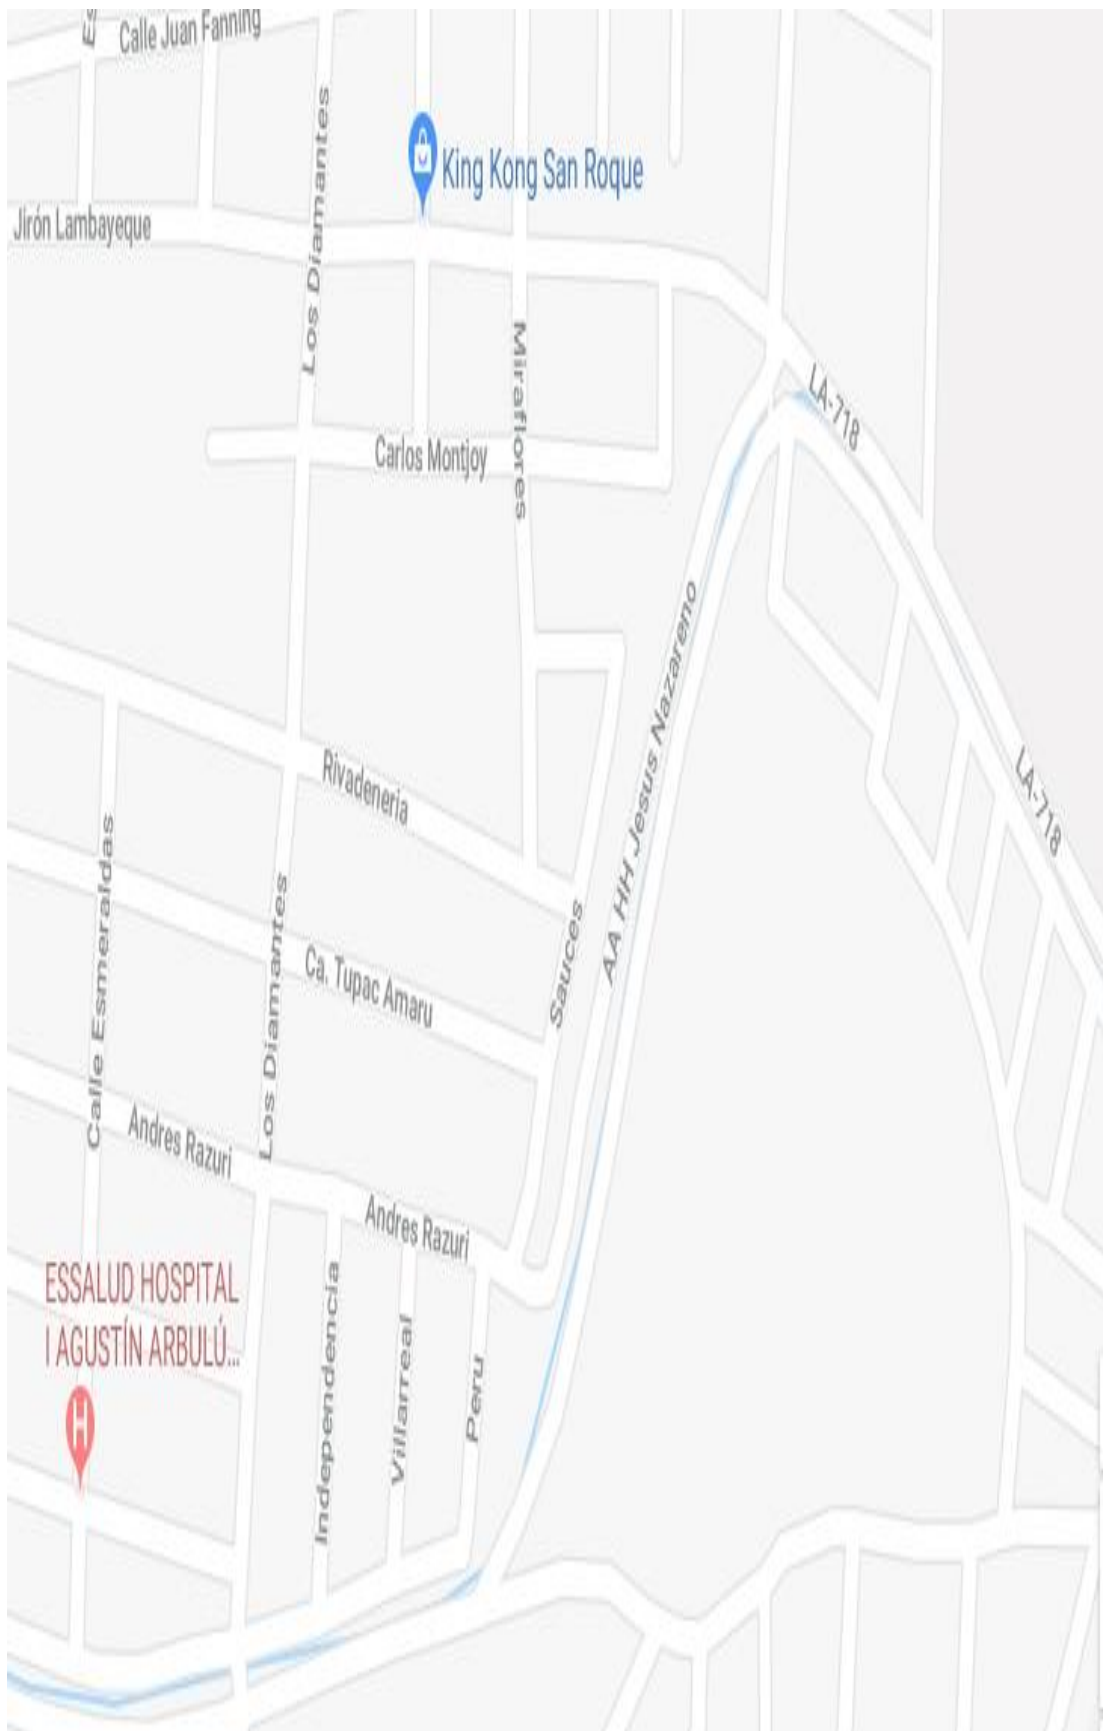 Es
Calle Juan Fanning
Los Diamantes
King Kong San Roque
Jirón Lambayeque
Miraflores
LA-718
Carlos Montjoy
AA HH Jesus Nazareno
Rivadeneria
LA-718
Calle Esmeraldas
Los Diamantes
Sauces
Ca. Tupac Amaru
Andres Razuri
Andres Razuri
ESSALUD HOSPITAL
I AGUSTÍN ARBULÚ...
Independencia
Villarreal
Peru
H